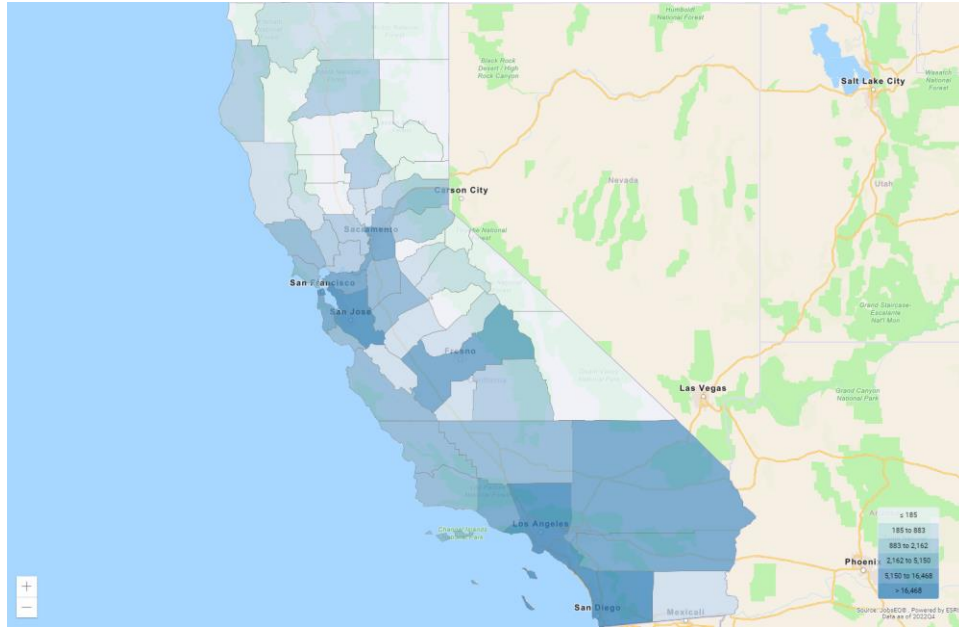 Humboldt
National Forest
Black Rock
Desert / High
Rock Canyon
Salt Lake City
Wasatch
National
Forest
Nevada
Utah
Carson City
Sacramento
San Francisco
San Jose
Fresno
Grand Staircase-
Escalante
Nat'l Mon
Las Vegas
Grand Canyon
National Park
Los Angeles
Channel Islands
National Park
San Diego
Mexicali
Phoenix
≤ 185
185 to 883
883 to 2,162
2,162 to 5,150
5,150 to 16,468
> 16,468
+
−
Source: JobsEQ® Powered by ESRI
Data as of 2022Q4